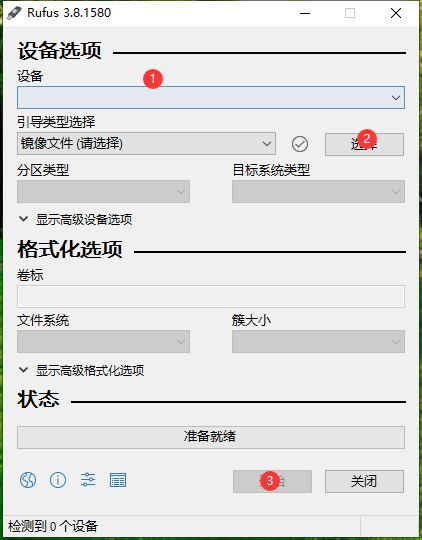 Rufus 3.8.1580
设备选项
设备
1
引导类型选择
镜像文件 (请选择)
2
分区类型
目标系统类型
显示高级设备选项
格式化选项
卷标
文件系统
簇大小
显示高级格式化选项
状态
准备就绪
3
关闭
检测到 0 个设备